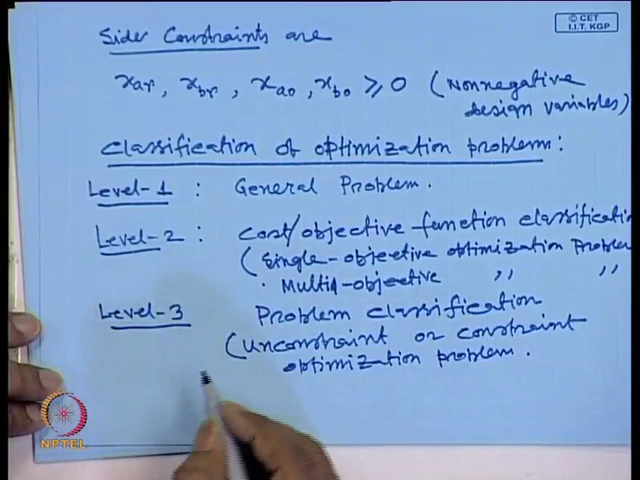 © CET
I.I.T. KGP
Side Constraints are
xar, xbr, xao, xbo ≥ 0 (Nonnegative
design variables)
Classification of optimization problem:
Level-1 : General Problem.
Level-2 : Cost/objective-function classificatio
(Single-objective optimization Proble
Multi-objective ,, ,,
Level-3 Problem classification
(Unconstraint or constraint
optimization problem.
NPTEL